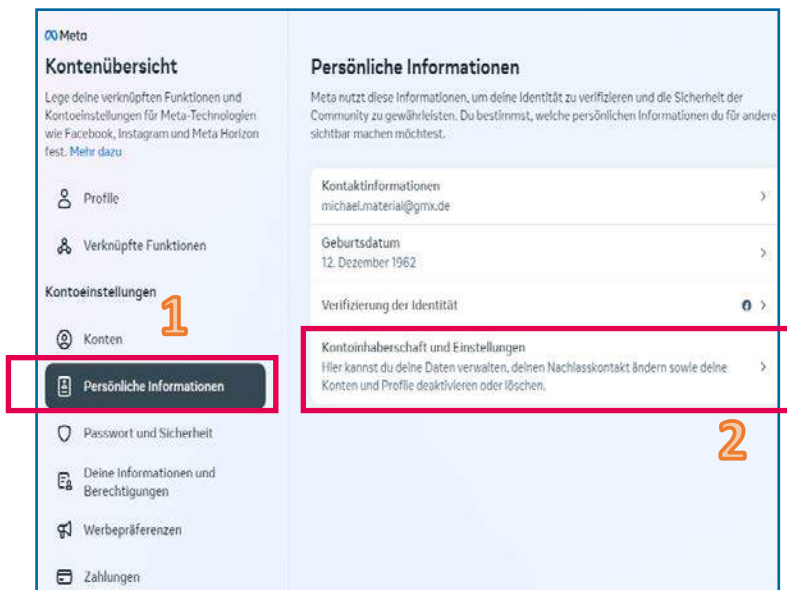 Meta
Kontenübersicht
Lege deine verknüpften Funktionen und
Kontoeinstellungen für Meta-Technologien
wie Facebook, Instagram und Meta Horizon
fest. Mehr dazu
Profile
Verknüpfte Funktionen
Kontoeinstellungen
1
Konten
Persönliche Informationen
Passwort und Sicherheit
Deine Informationen und
Berechtigungen
Werbepräferenzen
Zahlungen
Persönliche Informationen
Meta nutzt diese Informationen, um deine Identität zu verifizieren und die Sicherheit der
Community zu gewährleisten. Du bestimmst, welche persönlichen Informationen du für andere
sichtbar machen möchtest.
Kontaktinformationen
michael.material@gmx.de
Geburtsdatum
12. Dezember 1962
Verifizierung der Identität
Kontoinhaberschaft und Einstellungen
Hier kannst du deine Daten verwalten, deinen Nachlasskontakt ändern sowie deine
Konten und Profile deaktivieren oder löschen.
2